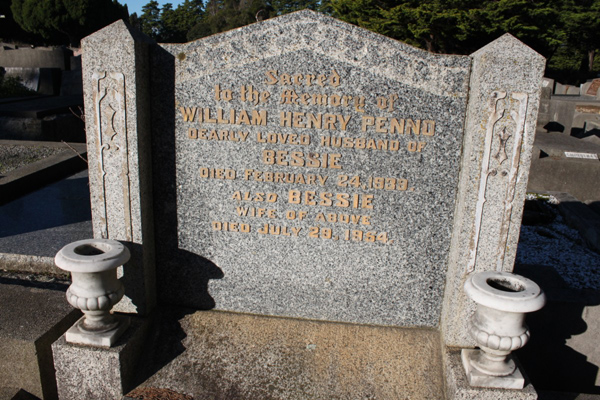 Sacred
to the Memory of
WILLIAM HENRY PENNO
DEARLY LOVED HUSBAND OF
BESSIE
DIED FEBRUARY 24, 1933.
ALSO BESSIE
WIFE OF ABOVE
DIED JULY 29, 1964.